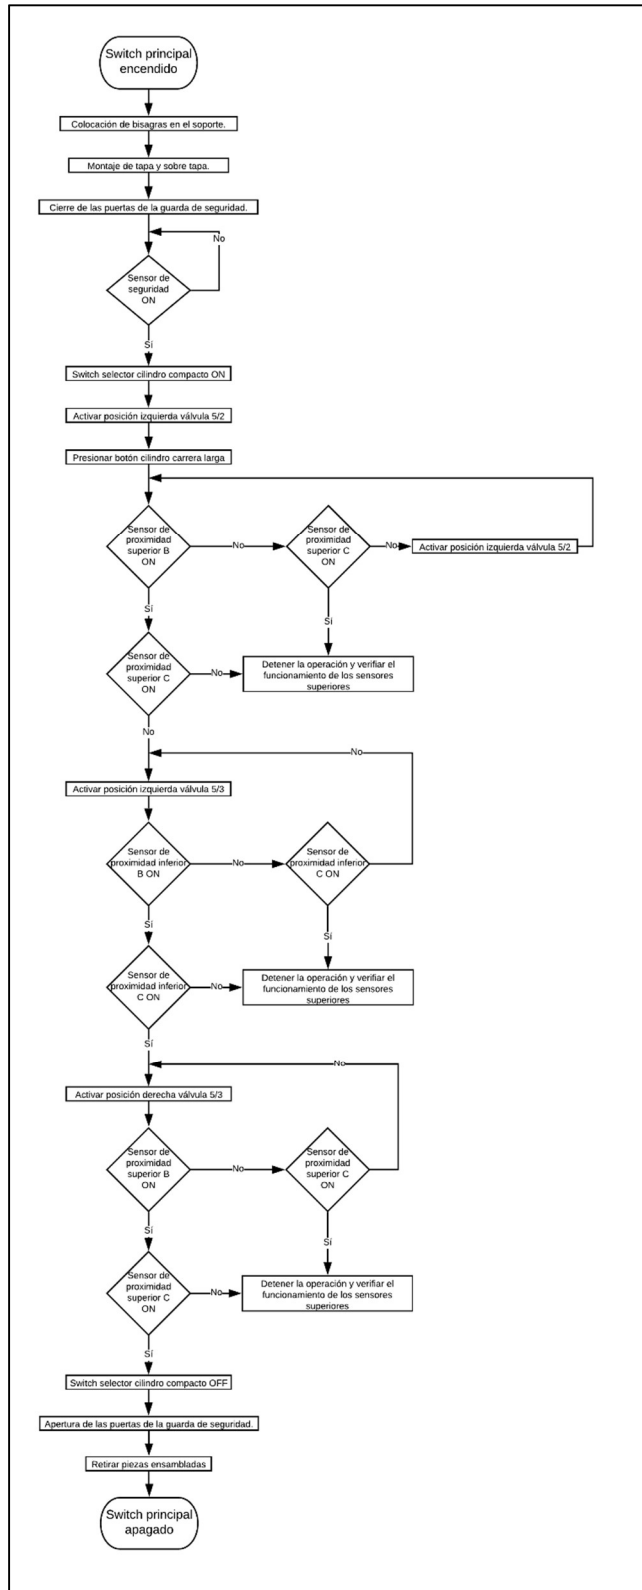 Switch principal
encendido
Colocación de bisagras en el soporte.
Montaje de tapa y sobre tapa.
Cierre de las puertas de la guarda de seguridad.
No
Sensor de
seguridad
ON
Sí
Switch selector cilindro compacto ON
Activar posición izquierda válvula 5/2
Presionar botón cilindro carrera larga
Sensor de
proximidad
superior B
ON
No
Sensor de
proximidad
superior C
ON
No
Activar posición izquierda válvula 5/2
Sí
Sí
Sensor de
proximidad
superior C
ON
No
Detener la operación y verifiar el
funcionamiento de los sensores
superiores
No
No
Activar posición izquierda válvula 5/3
Sensor de
proximidad inferior
B ON
No
Sensor de
proximidad inferior
C ON
Sí
Sí
Sensor de
proximidad inferior
C ON
No
Detener la operación y verifiar el
funcionamiento de los sensores
superiores
Sí
No
Activar posición derecha válvula 5/3
Sensor de
proximidad
superior B
ON
No
Sensor de
proximidad
superior C
ON
Sí
Sí
Sensor de
proximidad
superior C
ON
No
Detener la operación y verifiar el
funcionamiento de los sensores
superiores
Sí
Switch selector cilindro compacto OFF
Apertura de las puertas de la guarda de seguridad.
Retirar piezas ensambladas
Switch principal
apagado